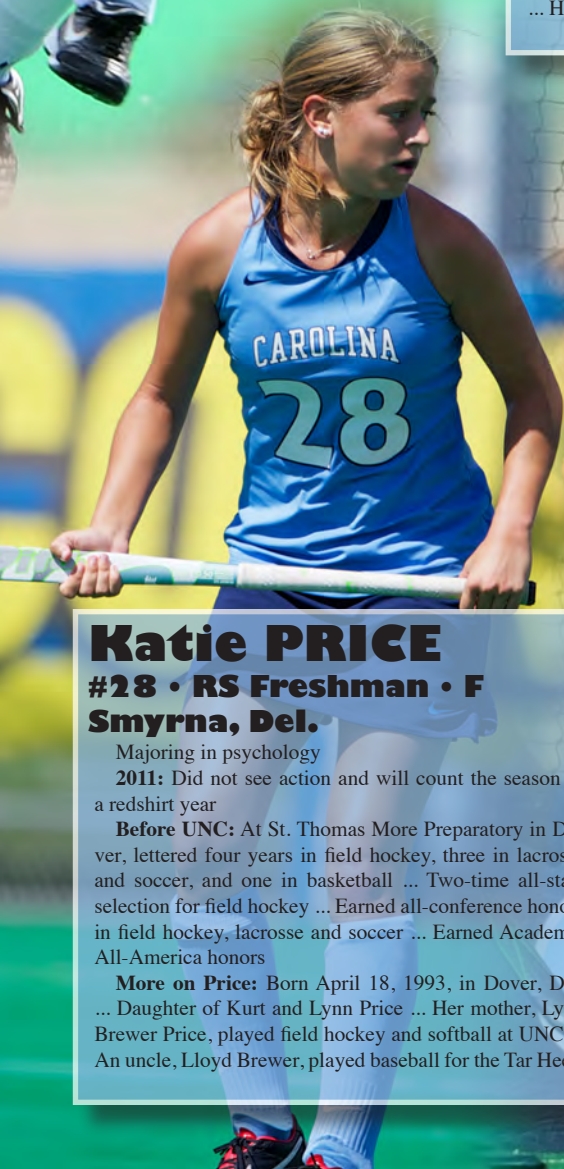 ... H
CAROLINA
28
Katie PRICE
#28 • RS Freshman • F
Smyrna, Del.
Majoring in psychology
2011: Did not see action and will count the season
a redshirt year
Before UNC: At St. Thomas More Preparatory in D
ver, lettered four years in field hockey, three in lacros
and soccer, and one in basketball ... Two-time all-sta
selection for field hockey ... Earned all-conference hono
in field hockey, lacrosse and soccer ... Earned Academ
All-America honors
More on Price: Born April 18, 1993, in Dover, D
... Daughter of Kurt and Lynn Price ... Her mother, Ly
Brewer Price, played field hockey and softball at UNC
An uncle, Lloyd Brewer, played baseball for the Tar Hee